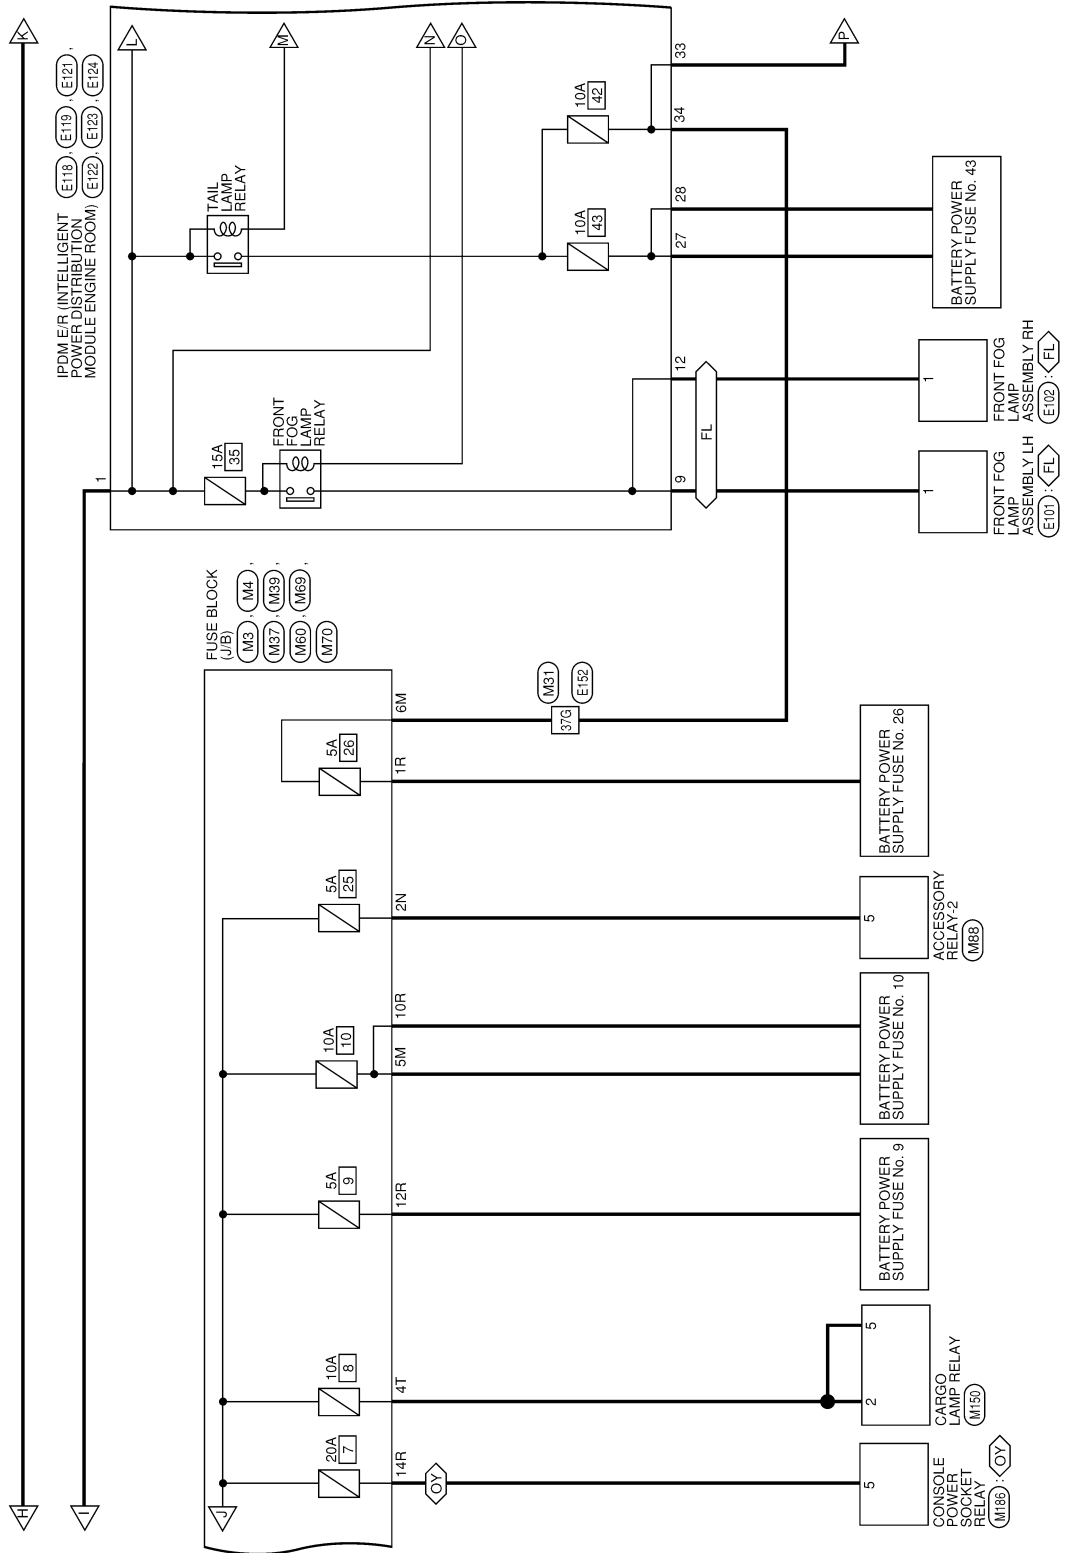 H
K
I
1
IPDM E/R (INTELLIGENT
POWER DISTRIBUTION
MODULE ENGINE ROOM)
E118 , E119 , E121 ,
E122 , E123 , E124
L
M
N
O
TAIL
LAMP
RELAY
15A
35
FRONT
FOG
LAMP
RELAY
10A
43
10A
42
9
12
27
28
34
33
P
FL
FRONT FOG
LAMP
ASSEMBLY LH
E101 : FL
1
FRONT FOG
LAMP
ASSEMBLY RH
E102 : FL
1
BATTERY POWER
SUPPLY FUSE No. 43
FUSE BLOCK
(J/B)
M3 , M4 ,
M37 , M39 ,
M60 , M69 ,
M70
J
20A
7
10A
8
5A
9
10A
10
5A
25
5A
26
14R
4T
12R
5M
10R
2N
1R
6M
OY
37G
M31
E152
5
CONSOLE
POWER
SOCKET
RELAY
M186 : OY
2
5
CARGO
LAMP RELAY
M150
BATTERY POWER
SUPPLY FUSE No. 9
BATTERY POWER
SUPPLY FUSE No. 10
5
ACCESSORY
RELAY-2
M88
BATTERY POWER
SUPPLY FUSE No. 26